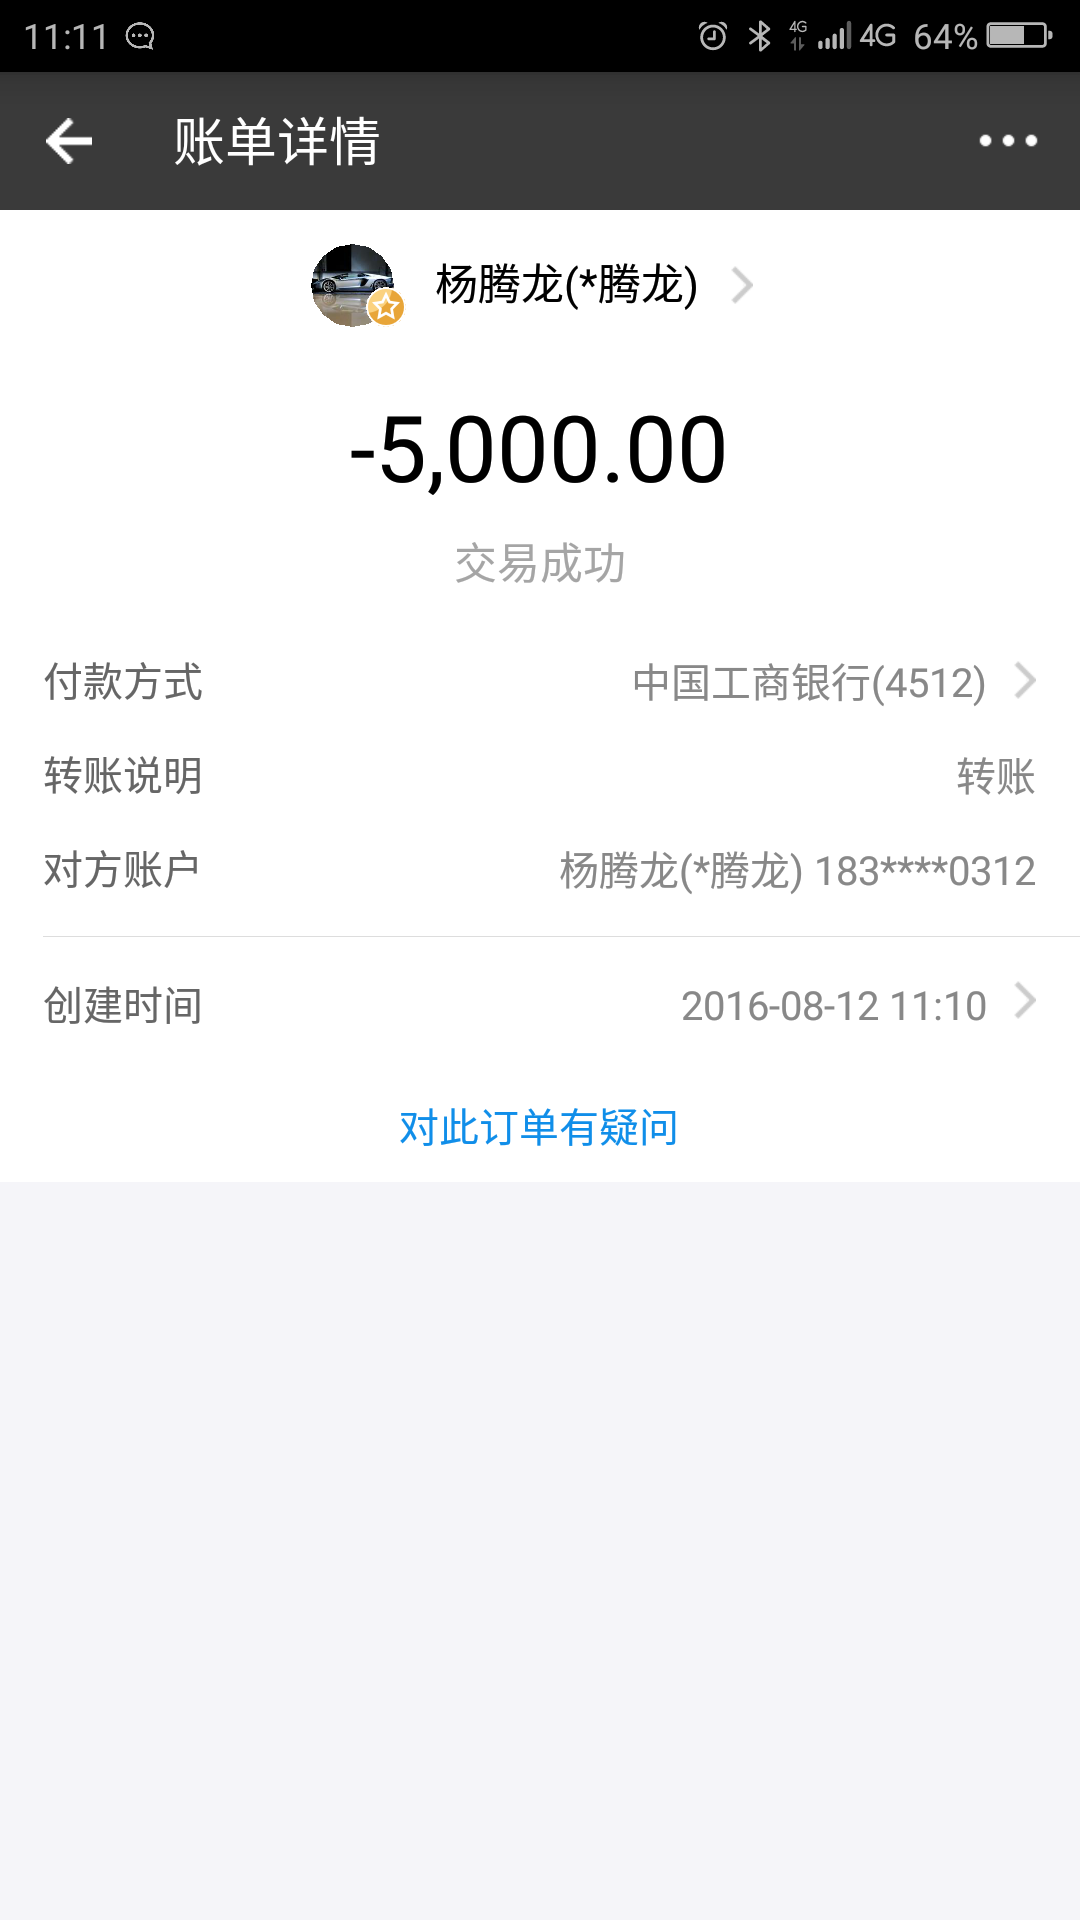 11:11 4G 4G 64%
账单详情
杨腾龙(*腾龙)
-5,000.00
交易成功
付款方式 中国工商银行(4512)
转账说明 转账
对方账户 杨腾龙(*腾龙) 183****0312
创建时间 2016-08-12 11:10
对此订单有疑问